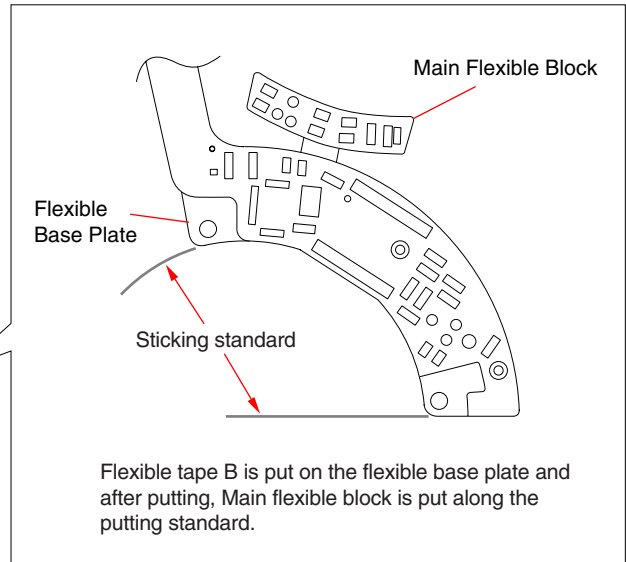 Main Flexible Block
Flexible
Base Plate
Sticking standard
Flexible tape B is put on the flexible base plate and
after putting, Main flexible block is put along the
putting standard.